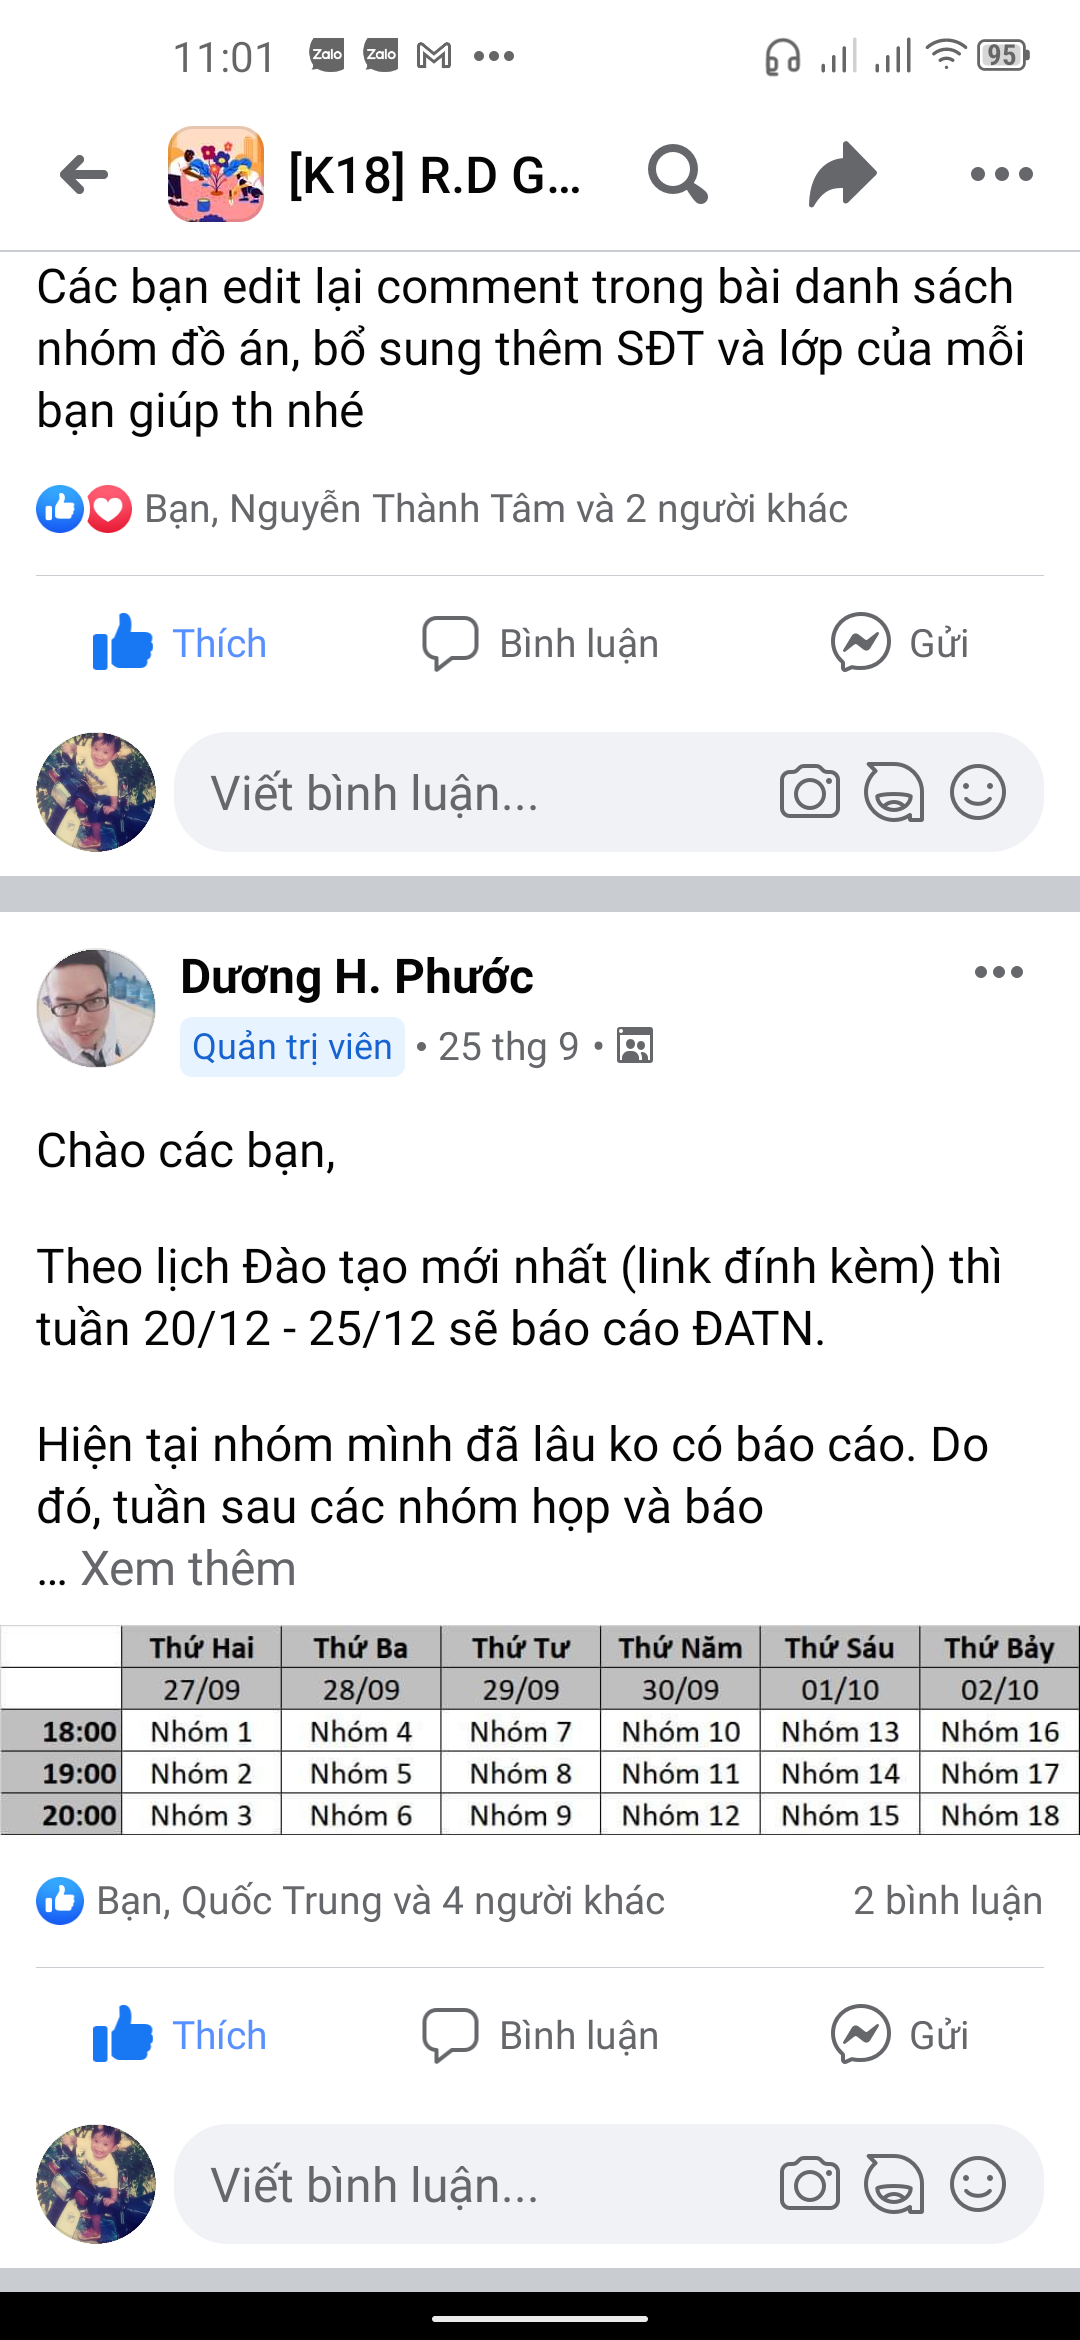 11:01 Zalo Zalo 95
[K18] R.D G...
Các bạn edit lại comment trong bài danh sách
nhóm đồ án, bổ sung thêm SĐT và lớp của mỗi
bạn giúp th nhé
Bạn, Nguyễn Thành Tâm và 2 người khác
Thích Bình luận Gửi
Viết bình luận...
Dương H. Phước
Quản trị viên • 25 thg 9 •
Chào các bạn,
Theo lịch Đào tạo mới nhất (link đính kèm) thì
tuần 20/12 - 25/12 sẽ báo cáo ĐATN.
Hiện tại nhóm mình đã lâu ko có báo cáo. Do
đó, tuần sau các nhóm họp và báo
... Xem thêm
Thứ Hai Thứ Ba Thứ Tư Thứ Năm Thứ Sáu Thứ Bảy
27/09 28/09 29/09 30/09 01/10 02/10
18:00 Nhóm 1 Nhóm 4 Nhóm 7 Nhóm 10 Nhóm 13 Nhóm 16
19:00 Nhóm 2 Nhóm 5 Nhóm 8 Nhóm 11 Nhóm 14 Nhóm 17
20:00 Nhóm 3 Nhóm 6 Nhóm 9 Nhóm 12 Nhóm 15 Nhóm 18
Bạn, Quốc Trung và 4 người khác 2 bình luận
Thích Bình luận Gửi
Viết bình luận...